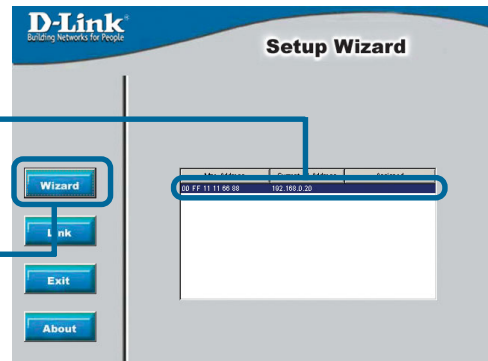 D-Link
Building Networks for People
Setup Wizard
00 FF 11 11 66 88 192.168.0.20
Wizard
Link
Exit
About